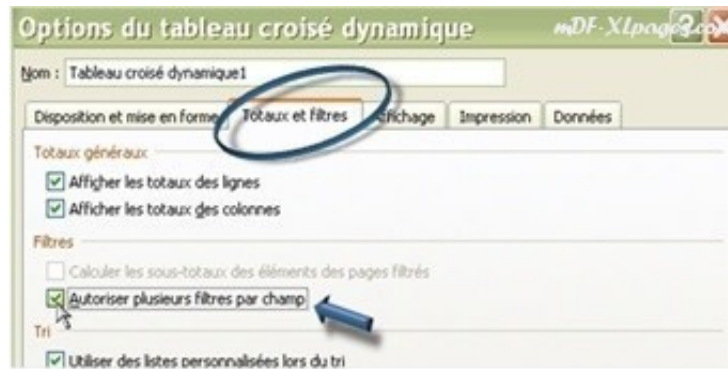 Options du tableau croisé dynamique
mDF-XLpages.com
Nom : Tableau croisé dynamique1
Disposition et mise en forme Totaux et filtres Affichage Impression Données
Totaux généraux
Afficher les totaux des lignes
Afficher les totaux des colonnes
Filtres
Calculer les sous-totaux des éléments des pages filtrés
Autoriser plusieurs filtres par champ
Tri
Utiliser des listes personnalisées lors du tri